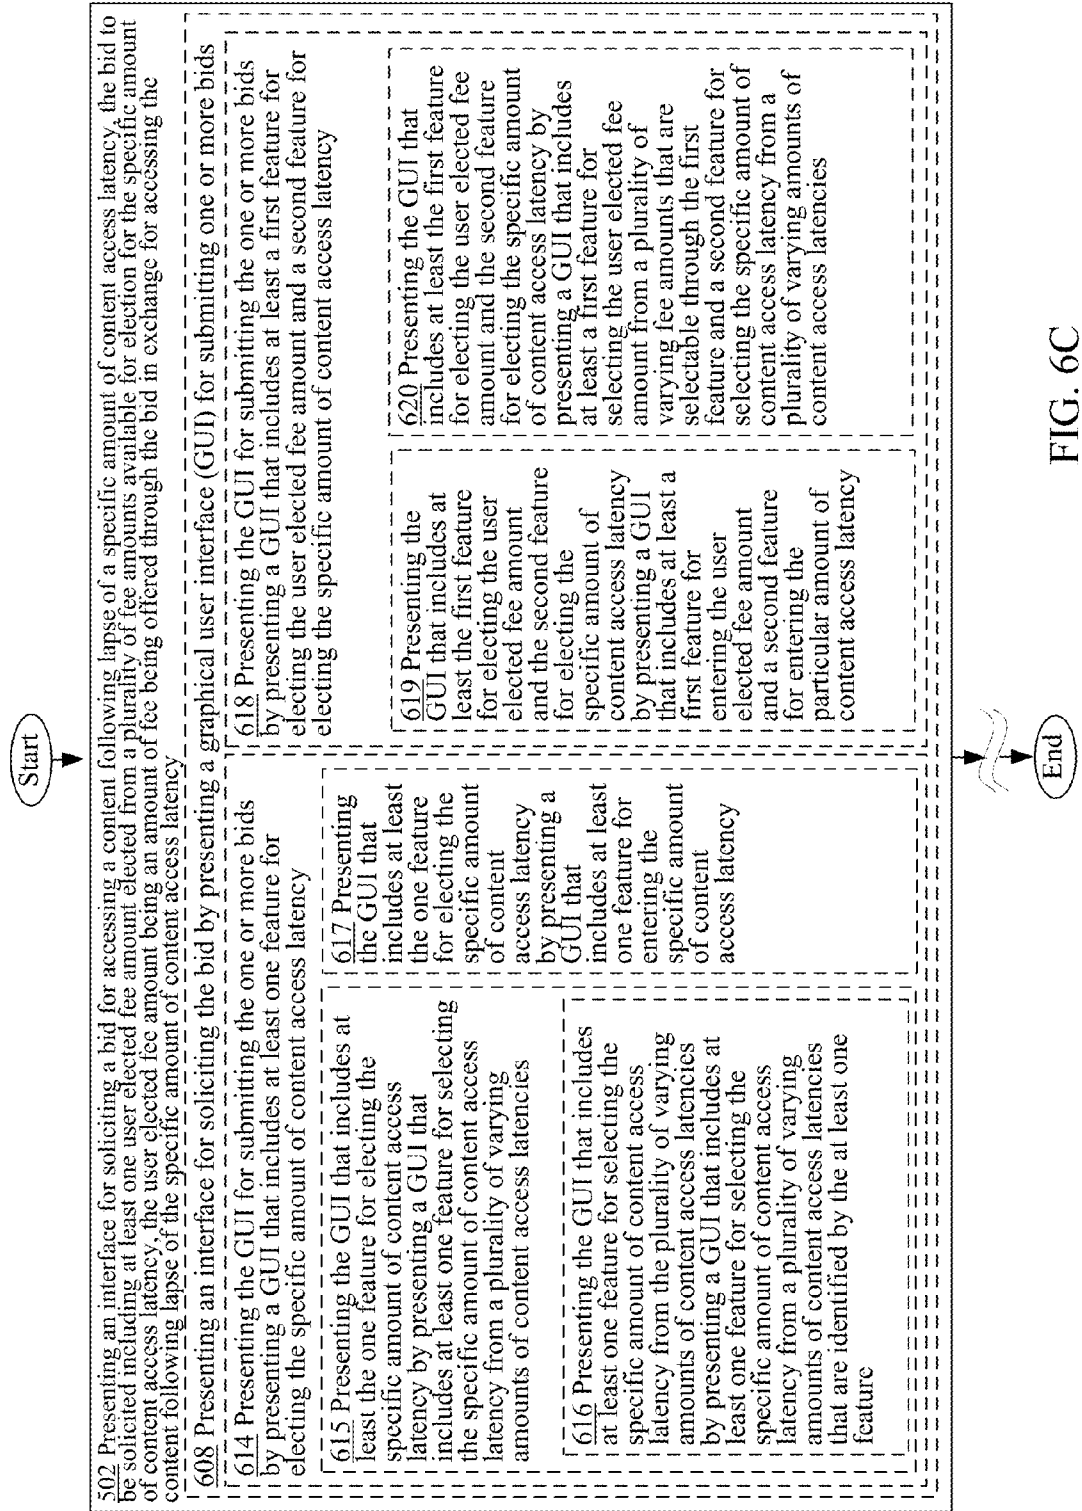 Start
502 Presenting an interface for soliciting a bid for accessing a content following lapse of a specific amount of content access latency, the bid to
be solicited including at least one user elected fee amount elected from a plurality of fee amounts available for election for the specific amount
of content access latency, the user elected fee amount being an amount of fee being offered through the bid in exchange for accessing the
content following lapse of the specific amount of content access latency
608 Presenting an interface for soliciting the bid by presenting a graphical user interface (GUI) for submitting one or more bids
614 Presenting the GUI for submitting the one or more bids
by presenting a GUI that includes at least one feature for
electing the specific amount of content access latency
615 Presenting the GUI that includes at
least the one feature for electing the
specific amount of content access
latency by presenting a GUI that
includes at least one feature for selecting
the specific amount of content access
latency from a plurality of varying
amounts of content access latencies
616 Presenting the GUI that includes
at least one feature for selecting the
specific amount of content access
latency from the plurality of varying
amounts of content access latencies
by presenting a GUI that includes at
least one feature for selecting the
specific amount of content access
latency from a plurality of varying
amounts of content access latencies
that are identified by the at least one
feature
617 Presenting
the GUI that
includes at least
the one feature
for electing the
specific amount
of content
access latency
by presenting a
GUI that
includes at least
one feature for
entering the
specific amount
of content
access latency
618 Presenting the GUI for submitting the one or more bids
by presenting a GUI that includes at least a first feature for
electing the user elected fee amount and a second feature for
electing the specific amount of content access latency
619 Presenting the
GUI that includes at
least the first feature
for electing the user
elected fee amount
and the second feature
for electing the
specific amount of
content access latency
by presenting a GUI
that includes at least a
first feature for
entering the user
elected fee amount
and a second feature
for entering the
particular amount of
content access latency
620 Presenting the GUI that
includes at least the first feature
for electing the user elected fee
amount and the second feature
for electing the specific amount
of content access latency by
presenting a GUI that includes
at least a first feature for
selecting the user elected fee
amount from a plurality of
varying fee amounts that are
selectable through the first
feature and a second feature for
selecting the specific amount of
content access latency from a
plurality of varying amounts of
content access latencies
End
FIG. 6C